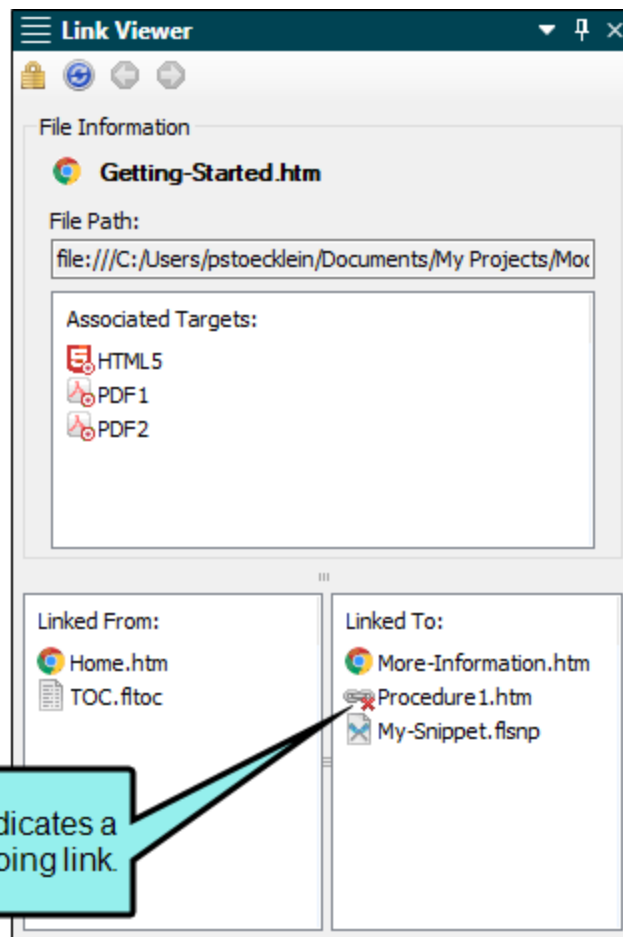 Link Viewer
File Information
Getting-Started.htm
File Path:
file:///C:/Users/pstoecklein/Documents/My Projects/Moc
Associated Targets:
HTML5
PDF1
PDF2
Linked From:
Home.htm
TOC.fltoc
Linked To:
More-Information.htm
Procedure1.htm
My-Snippet.flsnp
dicates a
link.